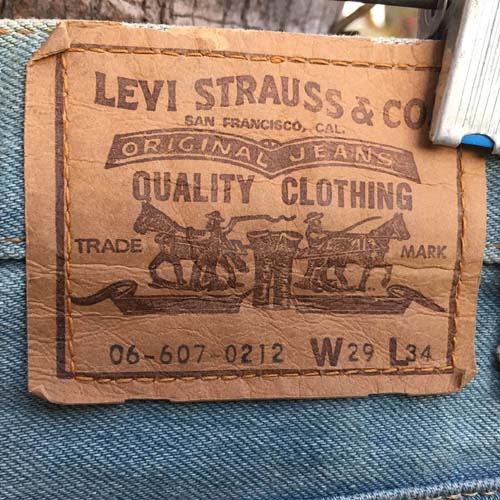 LEVI STRAUSS & CO
SAN FRANCISCO, CAL.
ORIGINAL JEANS
QUALITY CLOTHING
TRADE MARK
06-607-0212 W29 L34